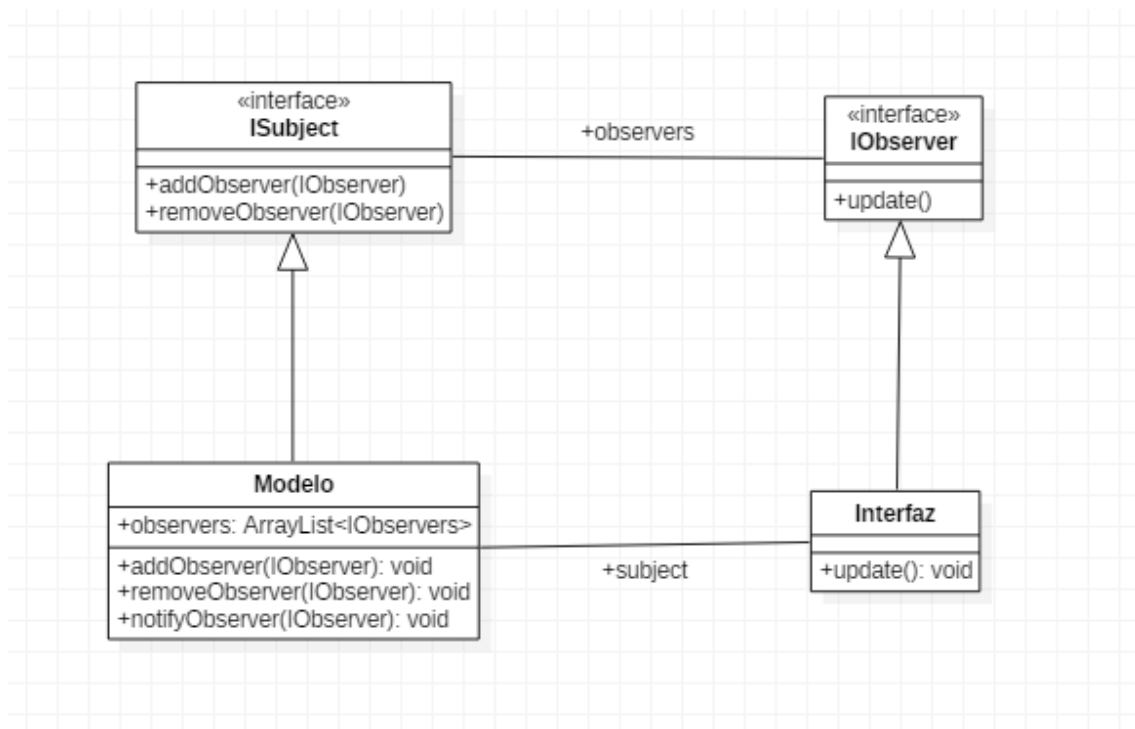 «interface»
ISubject
+addObserver(IObserver)
+removeObserver(IObserver)
+observers
«interface»
IObserver
+update()
Modelo
+observers: ArrayList<IObservers>
+addObserver(IObserver): void
+removeObserver(IObserver): void
+notifyObserver(IObserver): void
+subject
Interfaz
+update(): void